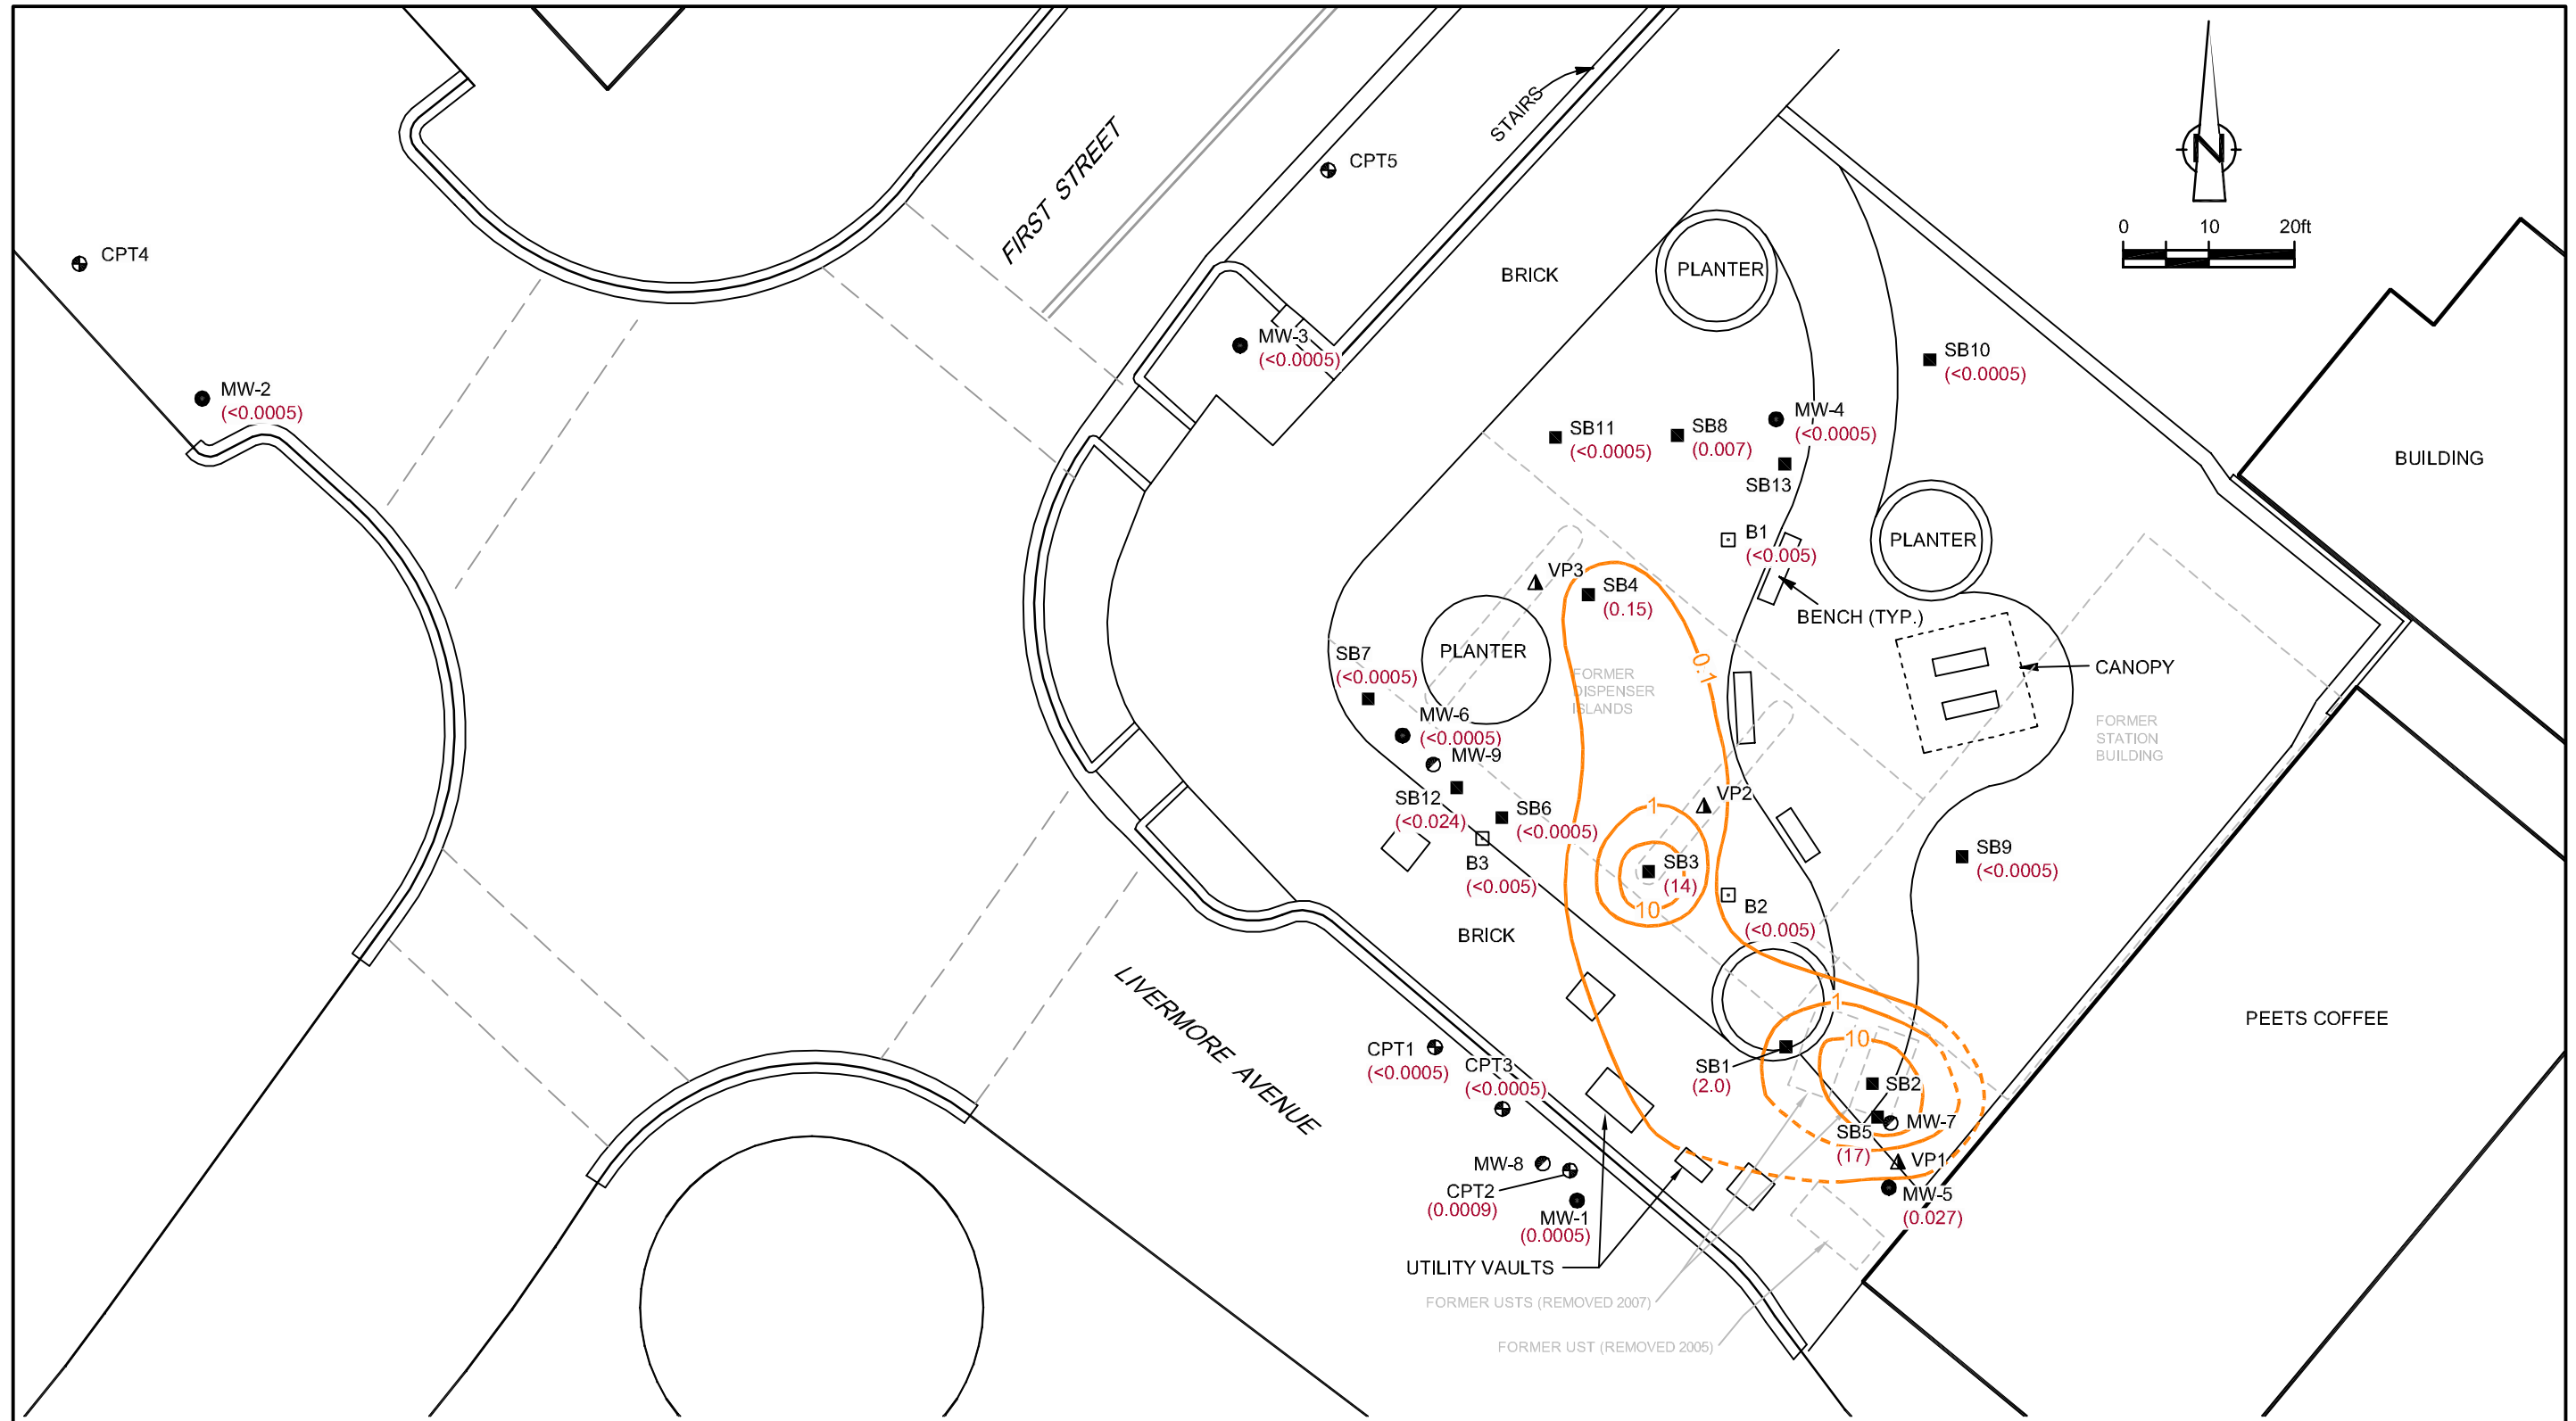 CPT4
MW-2
(<0.0005)
FIRST STREET
STAIRS
CPT5
MW-3
(<0.0005)
BRICK
PLANTER
N
0 10 20ft
SB10
(<0.0005)
SB11
(<0.0005)
SB8
(0.007)
MW-4
(<0.0005)
SB13
BUILDING
B1
(<0.005)
PLANTER
VP3
SB4
(0.15)
BENCH (TYP.)
PLANTER
SB7
(<0.0005)
0.1
FORMER
DISPENSER
ISLANDS
CANOPY
FORMER
STATION
BUILDING
MW-6
(<0.0005)
MW-9
SB12
(<0.024)
SB6
(<0.0005)
B3
(<0.005)
1
VP2
SB3
(14)
10
SB9
(<0.0005)
B2
(<0.005)
BRICK
LIVERMORE AVENUE
1
10
PEETS COFFEE
CPT1
(<0.0005)
CPT3
(<0.0005)
SB1
(2.0)
SB2
SB5
(17)
MW-7
VP1
MW-8
CPT2
(0.0009)
MW-1
(0.0005)
MW-5
(0.027)
UTILITY VAULTS
FORMER USTS (REMOVED 2007)
FORMER UST (REMOVED 2005)